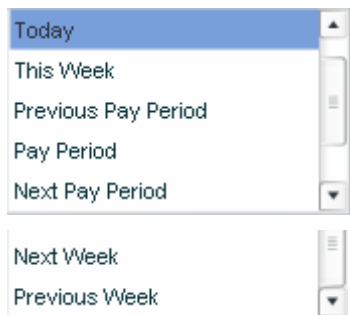 Today
This Week
Previous Pay Period
Pay Period
Next Pay Period
Next Week
Previous Week